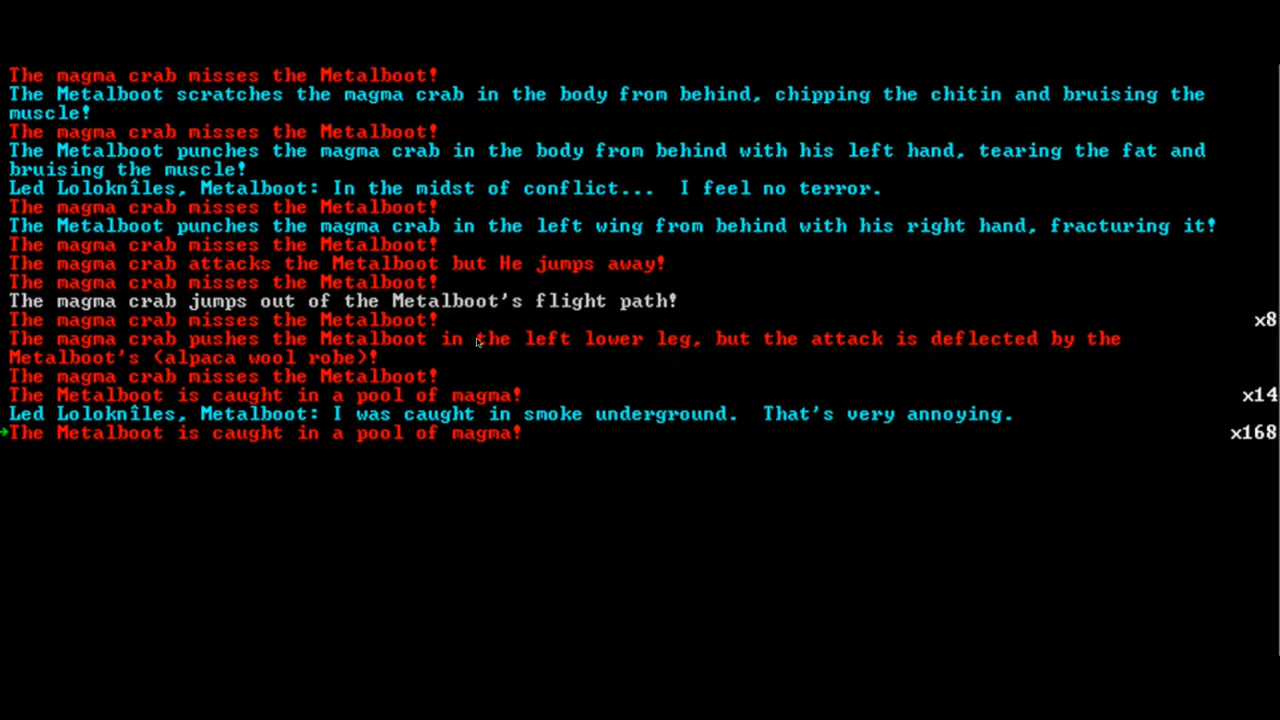 The magma crab misses the Metalboot!
The Metalboot scratches the magma crab in the body from behind, chipping the chitin and bruising the
muscle!
The magma crab misses the Metalboot!
The Metalboot punches the magma crab in the body from behind with his left hand, tearing the fat and
bruising the muscle!
Led Loloknîles, Metalboot: In the midst of conflict...  I feel no terror.
The magma crab misses the Metalboot!
The Metalboot punches the magma crab in the left wing from behind with his right hand, fracturing it!
The magma crab misses the Metalboot!
The magma crab attacks the Metalboot but He jumps away!
The magma crab misses the Metalboot!
The magma crab jumps out of the Metalboot's flight path!
The magma crab misses the Metalboot! x8
The magma crab pushes the Metalboot in the left lower leg, but the attack is deflected by the
Metalboot's (alpaca wool robe)!
The magma crab misses the Metalboot!
The Metalboot is caught in a pool of magma! x14
Led Loloknîles, Metalboot: I was caught in smoke underground.  That's very annoying.
The Metalboot is caught in a pool of magma! x168